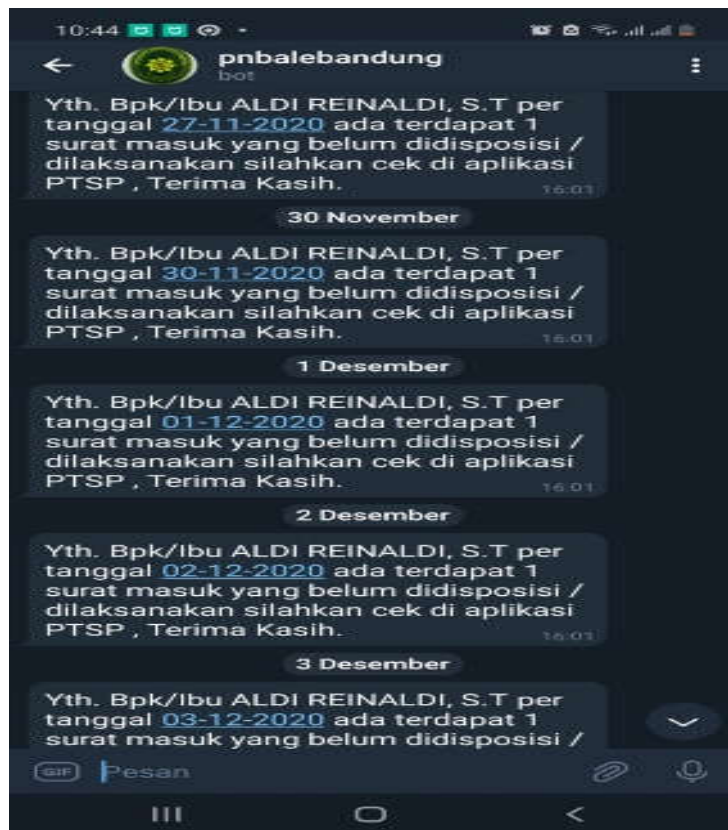 10:44
pnbalebandung
bot
Yth. Bpk/Ibu ALDI REINALDI, S.T per
tanggal 27-11-2020 ada terdapat 1
surat masuk yang belum didisposisi /
dilaksanakan silahkan cek di aplikasi
PTSP , Terima Kasih.
16:01
30 November
Yth. Bpk/Ibu ALDI REINALDI, S.T per
tanggal 30-11-2020 ada terdapat 1
surat masuk yang belum didisposisi /
dilaksanakan silahkan cek di aplikasi
PTSP , Terima Kasih.
16:01
1 Desember
Yth. Bpk/Ibu ALDI REINALDI, S.T per
tanggal 01-12-2020 ada terdapat 1
surat masuk yang belum didisposisi /
dilaksanakan silahkan cek di aplikasi
PTSP , Terima Kasih.
16:01
2 Desember
Yth. Bpk/Ibu ALDI REINALDI, S.T per
tanggal 02-12-2020 ada terdapat 1
surat masuk yang belum didisposisi /
dilaksanakan silahkan cek di aplikasi
PTSP , Terima Kasih.
16:01
3 Desember
Yth. Bpk/Ibu ALDI REINALDI, S.T per
tanggal 03-12-2020 ada terdapat 1
surat masuk yang belum didisposisi /
GIF Pesan